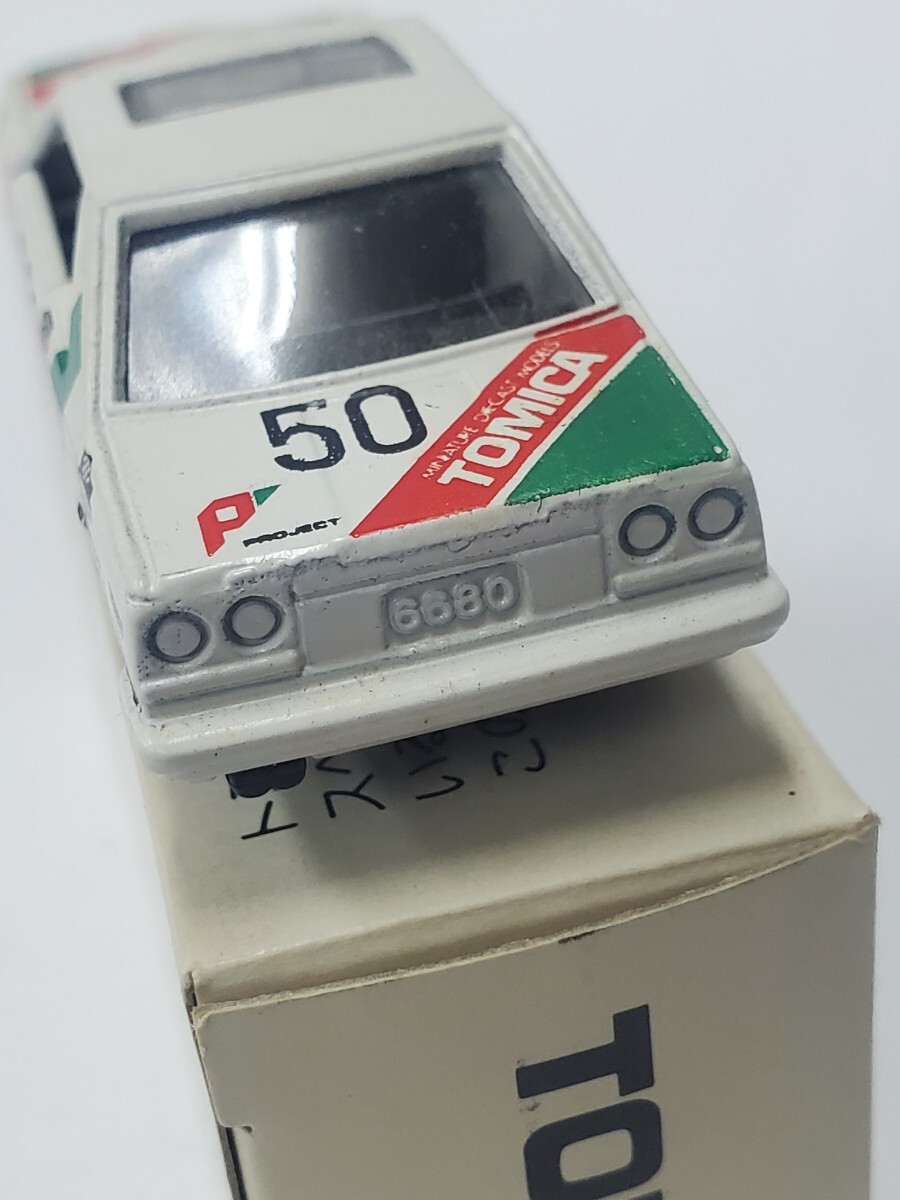 50
MINIATURE DIECAST MODELS
TOMICA
P
PROJECT
6680
TO